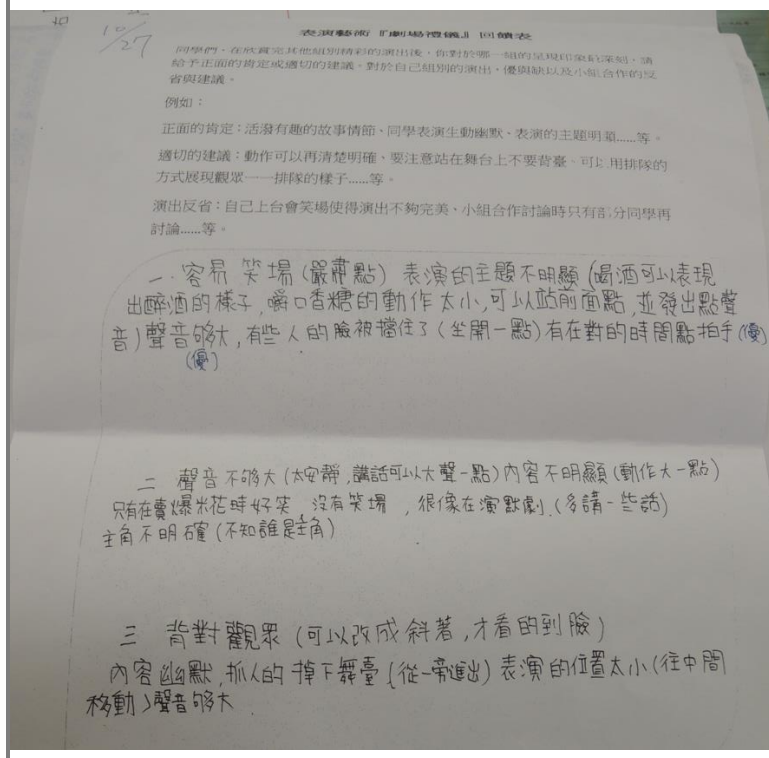 10/27
表演藝術『劇場禮儀』回饋表
同學們，在欣賞完其他組別精彩的演出後，你對於哪一組的呈現印象最深刻，請
給予正面的肯定或適切的建議。對於自己組別的演出，優與缺以及小組合作的反
省與建議。
例如：
正面的肯定：活潑有趣的故事情節、同學表演生動幽默、表演的主題明顯……等。
適切的建議：動作可以再清楚明確、要注意站在舞台上不要背臺、可以用排隊的
方式展現觀眾一一排隊的樣子……等。
演出反省：自己上台會笑場使得演出不夠完美、小組合作討論時只有部分同學再
討論……等。
一. 容易笑場(嚴肅點) 表演的主題不明顯(喝酒可以表現
出醉酒的樣子,嚼口香糖的動作太小,可以站前面點,並發出點聲
音)聲音夠大,有些人的臉被擋住了(坐開一點)有在對的時間點拍手(優)
(優)
二 聲音不夠大(太安靜,講話可以大聲一點)內容不明顯(動作大一點)
只有在賣爆米花時好笑,沒有笑場,很像在演默劇.(多講一些話)
主角不明確(不知誰是主角)
三 背對觀眾(可以改成斜著,才看的到臉)
內容幽默,抓人的掉下舞臺(從一旁進出)表演的位置太小(往中間
移動)聲音夠大.